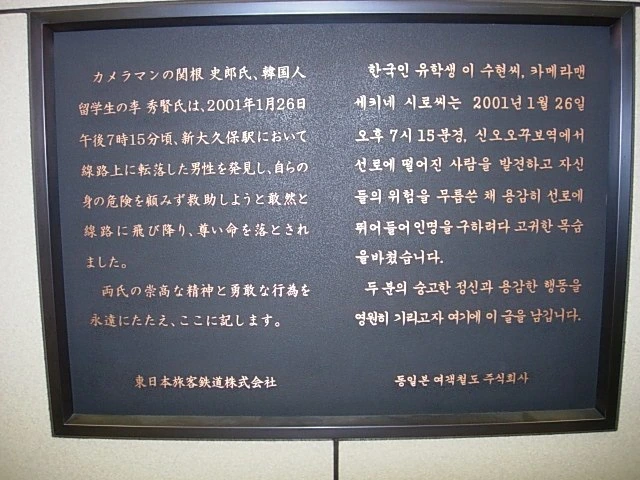 カメラマンの関根 史郎氏、韓国人
留学生の李 秀賢氏は、2001年1月26日
午後7時15分頃、新大久保駅において
線路上に転落した男性を発見し、自らの
身の危険を顧みず救助しようと敢然と
線路に飛び降り、尊い命を落とされ
ました。
両氏の崇高な精神と勇敢な行為を
永遠にたたえ、ここに記します。
東日本旅客鉄道株式会社
한국인 유학생 이 수현씨, 카메라맨
세키네 시로씨는 2001년 1월 26일
오후 7시 15분경, 신오오쿠보역에서
선로에 떨어진 사람을 발견하고 자신
들의 위험을 무릅쓴 채 용감히 선로에
뛰어들어 인명을 구하려다 고귀한 목숨
을 바쳤습니다.
두 분의 숭고한 정신과 용감한 행동을
영원히 기리고자 여기에 이 글을 남깁니다.
동일본 여객철도 주식회사